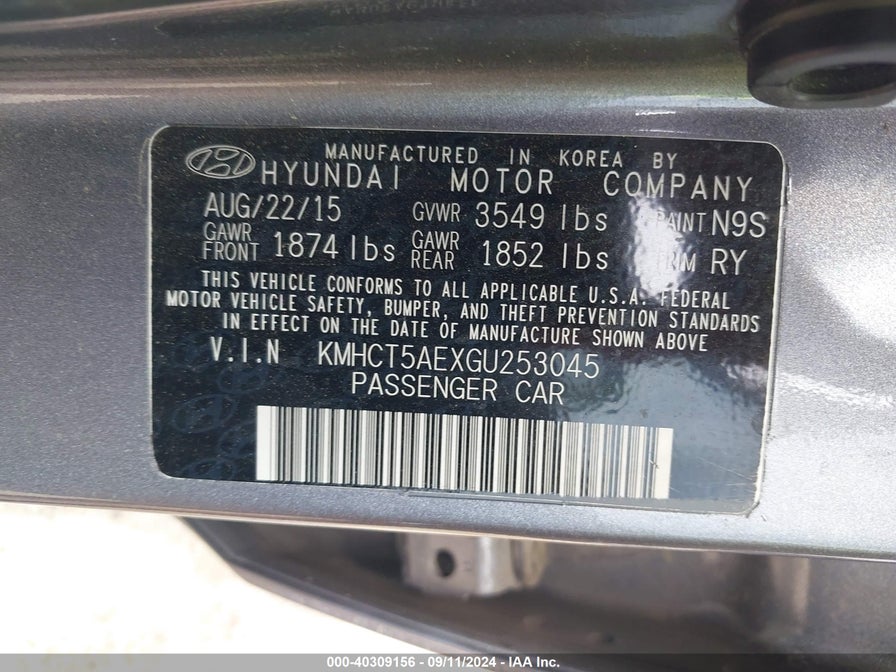 MANUFACTURED IN KOREA BY
HYUNDAI MOTOR COMPANY
AUG/22/15 GVWR 3549 lbs PAINT N9S
GAWR FRONT 1874 lbs GAWR REAR 1852 lbs TRIM RY
THIS VEHICLE CONFORMS TO ALL APPLICABLE U.S.A. FEDERAL
MOTOR VEHICLE SAFETY, BUMPER, AND THEFT PREVENTION STANDARDS
IN EFFECT ON THE DATE OF MANUFACTURE SHOWN ABOVE
V.I.N KMHCT5AEXGU253045
PASSENGER CAR
000-40309156 - 09/11/2024 - IAA Inc.